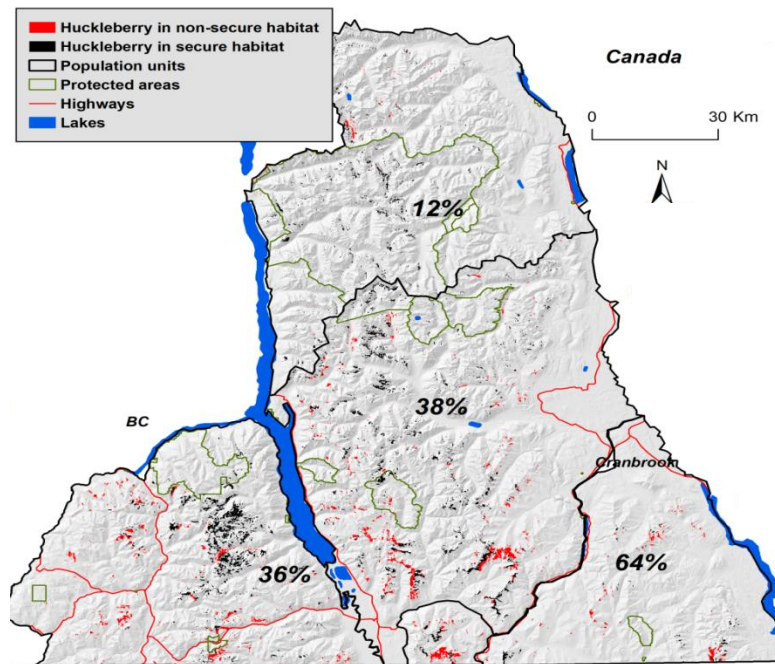 Huckleberry in non-secure habitat
Huckleberry in secure habitat
Population units
Protected areas
Highways
Lakes
Canada
0 30 Km
N
12%
38%
BC
Cranbrook
36%
64%